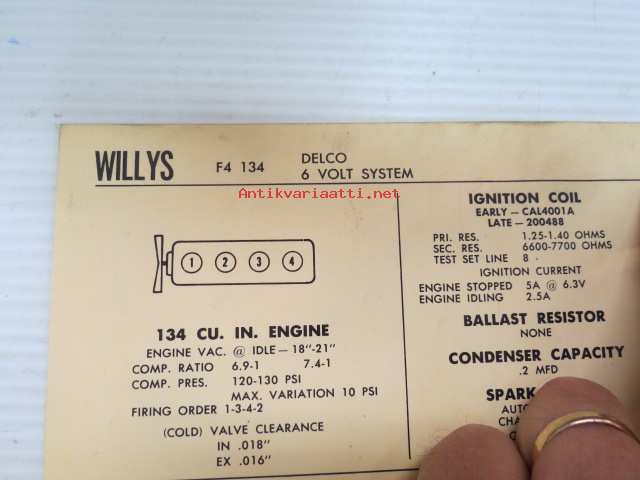 WILLYS F4 134 DELCO
6 VOLT SYSTEM
Antikvariaatti.net
1 2 3 4
134 CU. IN. ENGINE
ENGINE VAC. @ IDLE — 18"-21"
COMP. RATIO 6.9-1 7.4-1
COMP. PRES. 120-130 PSI
MAX. VARIATION 10 PSI
FIRING ORDER 1-3-4-2
(COLD) VALVE CLEARANCE
IN .018"
EX .016"
IGNITION COIL
EARLY — CAL4001A
LATE — 200488
PRI. RES. 1.25-1.40 OHMS
SEC. RES. 6600-7700 OHMS
TEST SET LINE 8
IGNITION CURRENT
ENGINE STOPPED 5A @ 6.3V
ENGINE IDLING 2.5A
BALLAST RESISTOR
NONE
CONDENSER CAPACITY
.2 MFD
SPARK